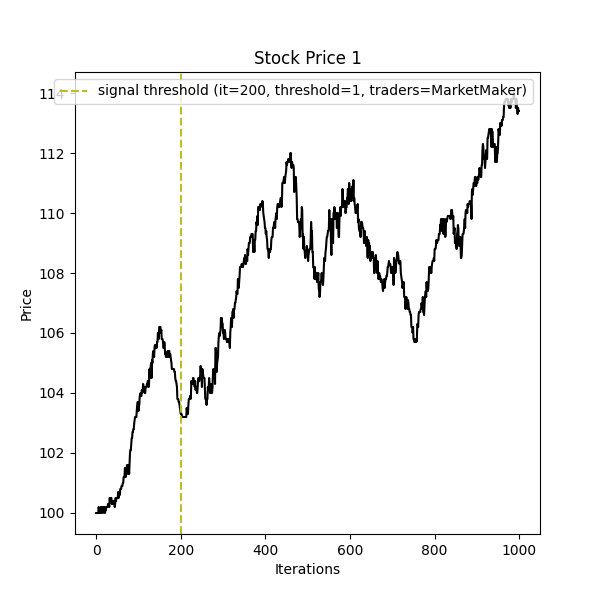 Stock Price 1
114
signal threshold (it=200, threshold=1, traders=MarketMaker)
112
110
108
106
104
102
100
Price
0 200 400 600 800 1000
Iterations